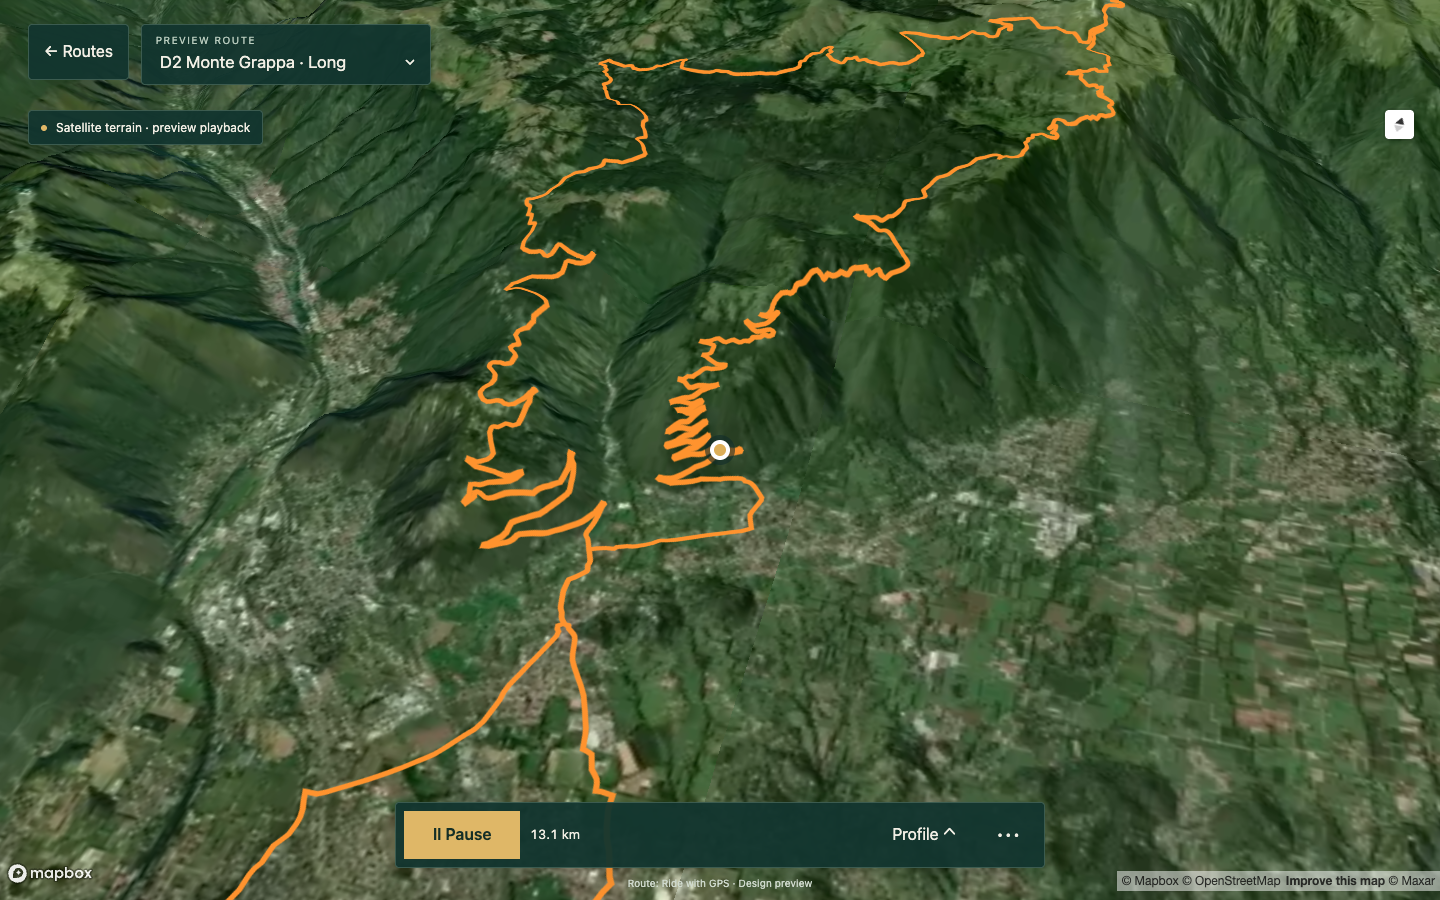 ← Routes
PREVIEW ROUTE
D2 Monte Grappa · Long
Satellite terrain · preview playback
II Pause
13.1 km
Profile
mapbox
Route: Ride with GPS · Design preview
© Mapbox © OpenStreetMap Improve this map © Maxar